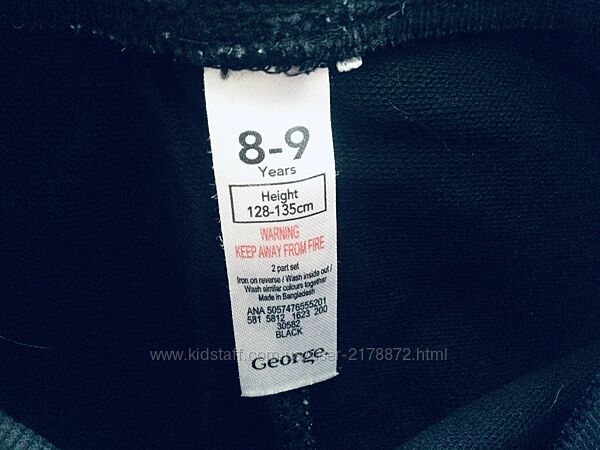 8-9
Years
Height
128-135cm
WARNING
KEEP AWAY FROM FIRE
2 part set
Iron on reverse / Wash inside out /
Wash similar colours together
Made in Bangladesh
ANA 5057476555201
581 5812 1623 200
30582
BLACK
George.